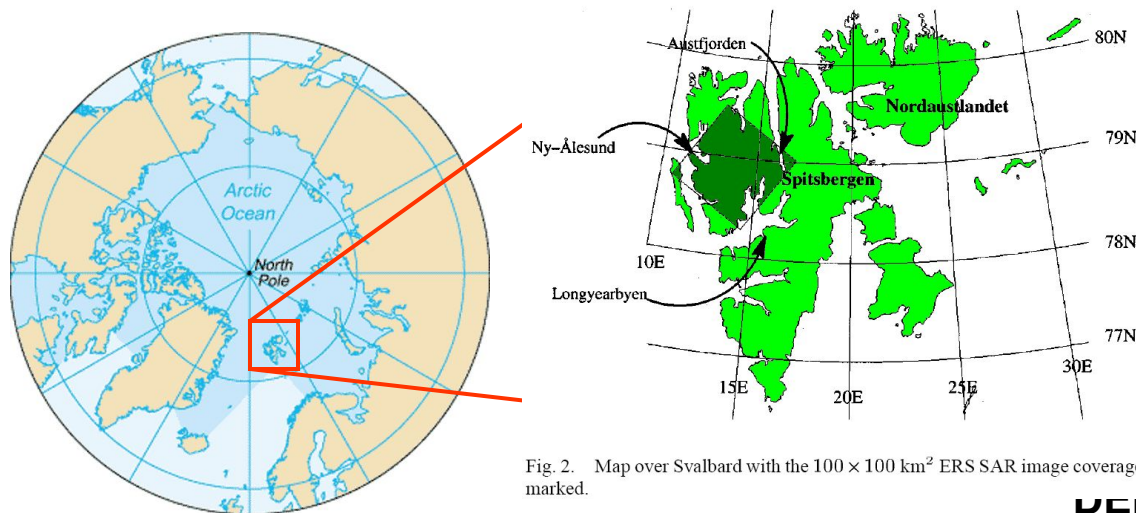 Arctic
Ocean
North
Pole
Austfjorden
80N
Nordaustlandet
79N
Ny-Ålesund
Spitsbergen
78N
10E
Longyearbyen
77N
30E
15E
20E
25E
Fig. 2. Map over Svalbard with the 100 × 100 km² ERS SAR image coverage
marked.